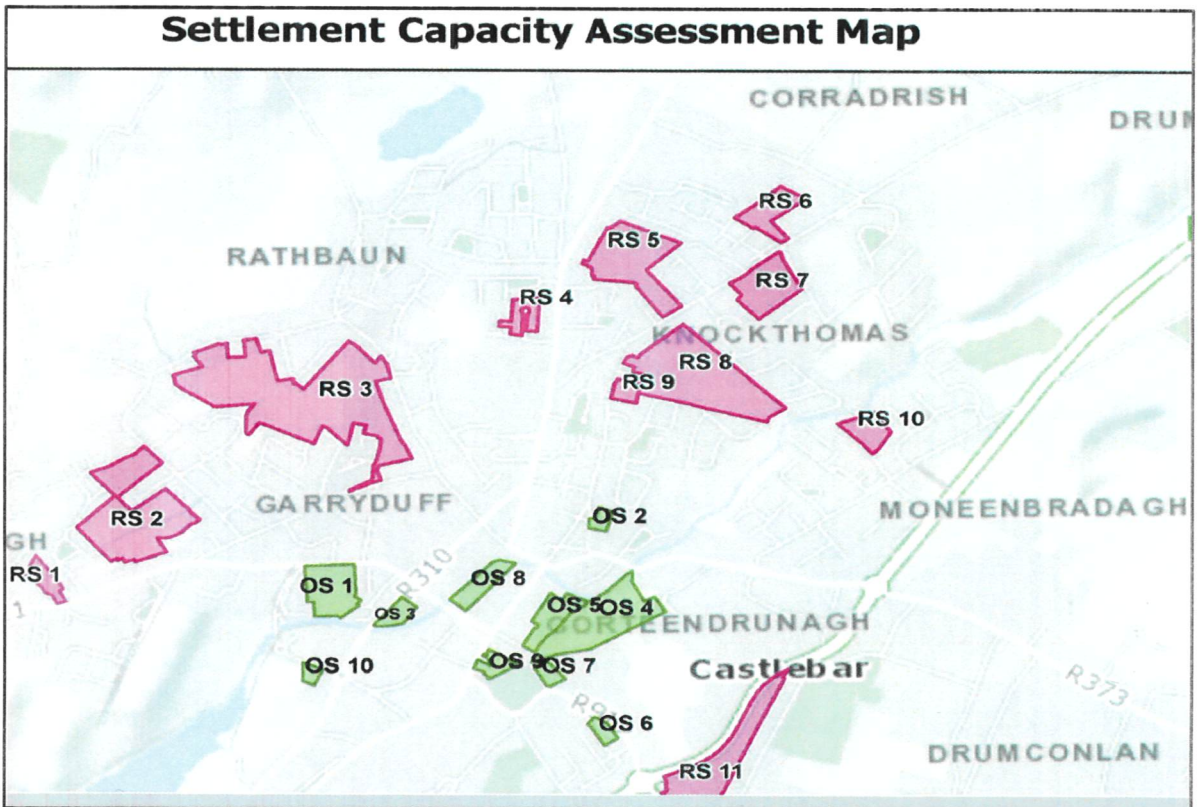 Settlement Capacity Assessment Map
CORRADRISH
DRUM
RS 6
RS 5
RATHBAUN
RS 7
RS 4
KNOCKTHOMAS
RS 8
RS 9
RS 3
RS 10
GARRYDUFF
MONEENBRADAGH
RS 2
OS 2
GH
RS 1
1
OS 1
R310
OS 8
OS 3
OS 5
OS 4
GORTEENDRUNAGH
OS 10
OS 9
OS 7
Castlebar
R373
OS 6
DRUMCONLAN
RS 11